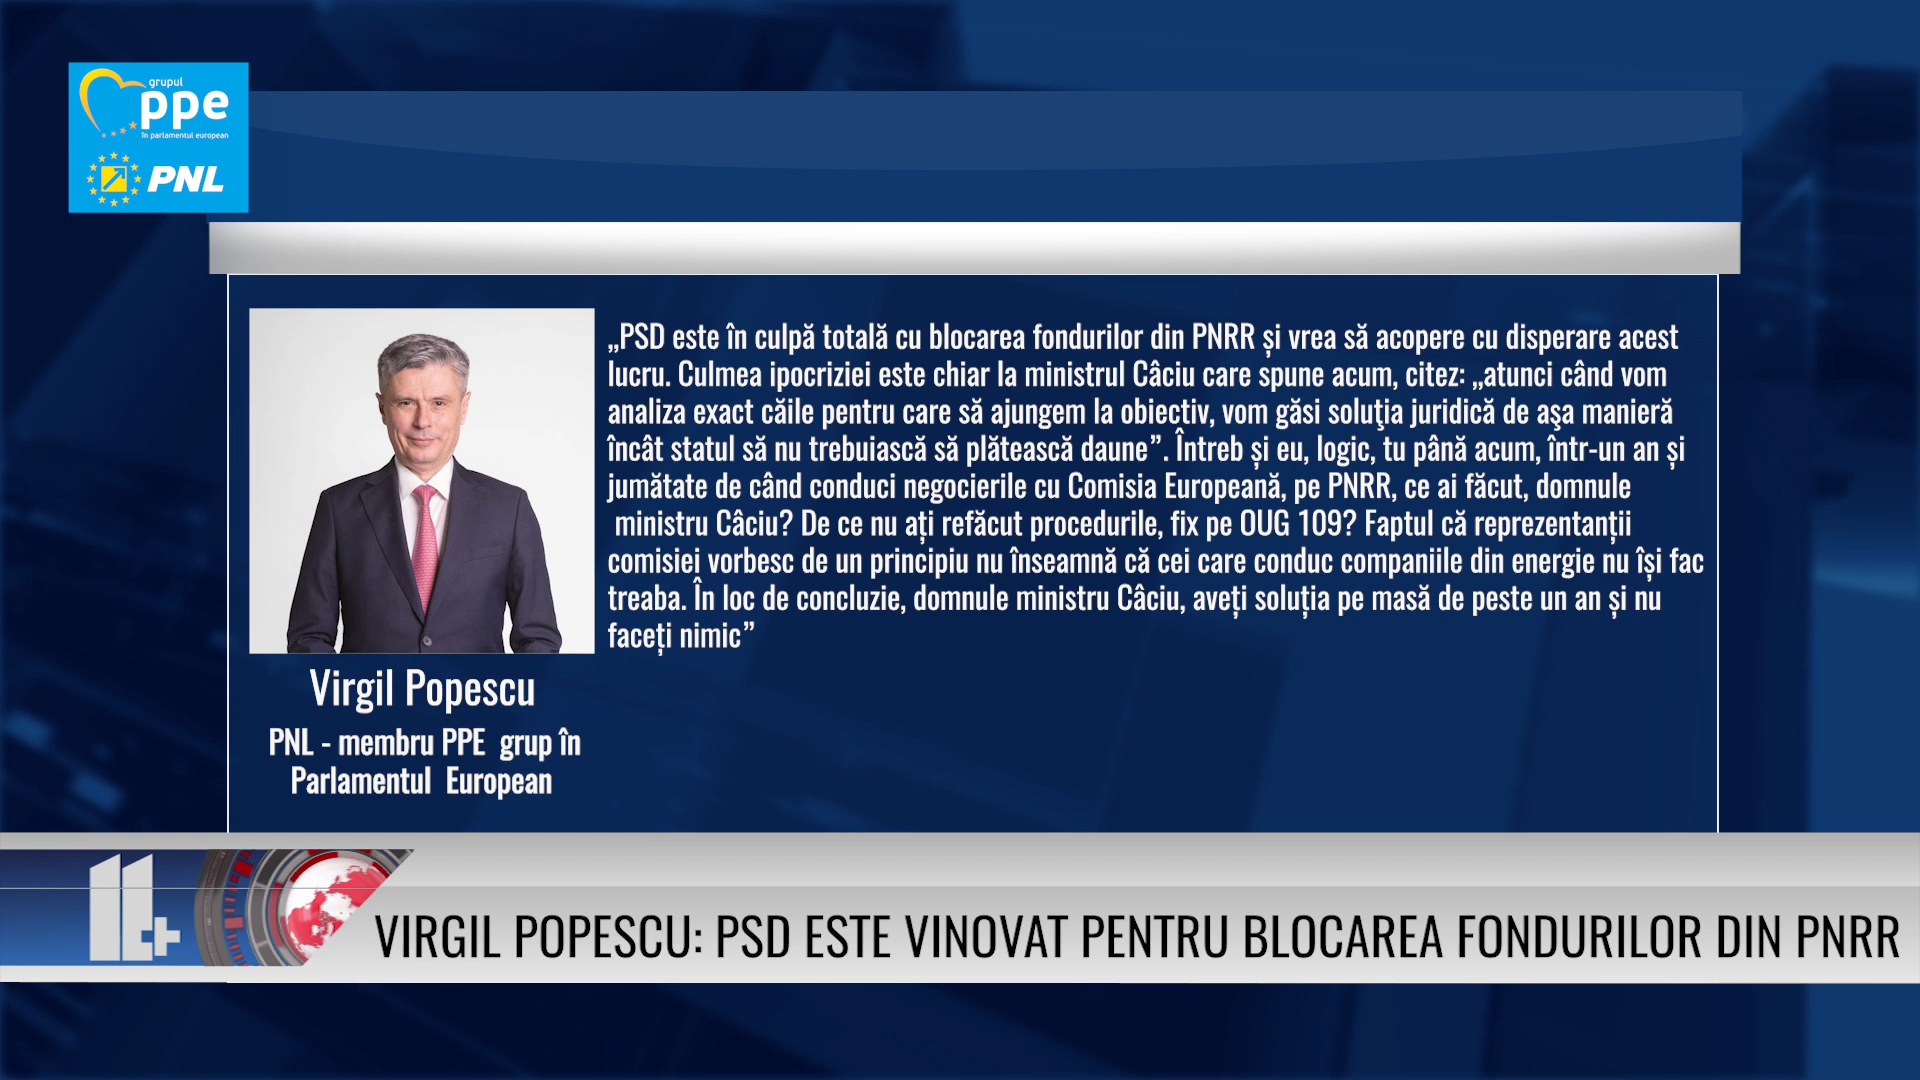 grupul
ppe
în parlamentul european
PNL
„PSD este în culpă totală cu blocarea fondurilor din PNRR și vrea să acopere cu disperare acest
lucru. Culmea ipocriziei este chiar la ministrul Câciu care spune acum, citez: „atunci când vom
analiza exact căile pentru care să ajungem la obiectiv, vom găsi soluţia juridică de aşa manieră
încât statul să nu trebuiască să plătească daune”. Întreb și eu, logic, tu până acum, într-un an și
jumătate de când conduci negocierile cu Comisia Europeană, pe PNRR, ce ai făcut, domnule
ministru Câciu? De ce nu ați refăcut procedurile, fix pe OUG 109? Faptul că reprezentanții
comisiei vorbesc de un principiu nu înseamnă că cei care conduc companiile din energie nu își fac
treaba. În loc de concluzie, domnule ministru Câciu, aveți soluția pe masă de peste un an și nu
faceți nimic”
Virgil Popescu
PNL - membru PPE grup în
Parlamentul European
11+
VIRGIL POPESCU: PSD ESTE VINOVAT PENTRU BLOCAREA FONDURILOR DIN PNRR